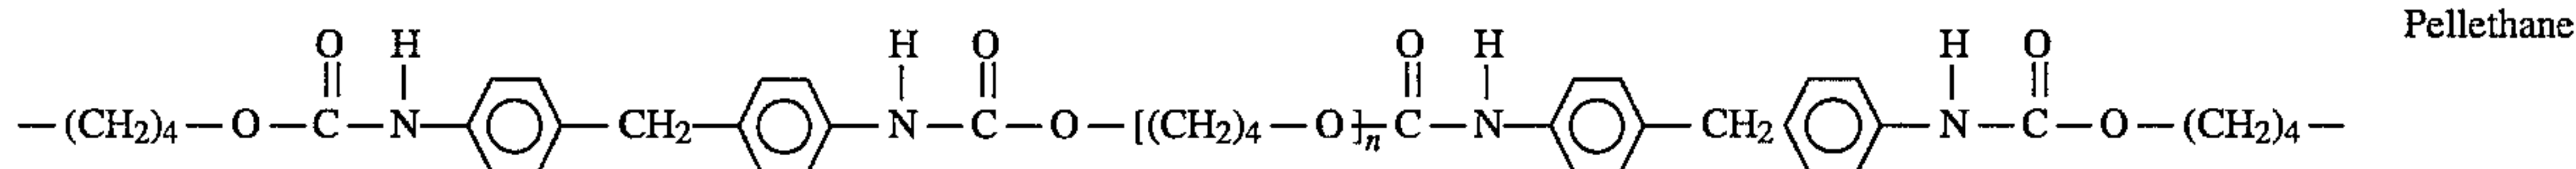 Pellethane
O H H O O H H O
—(CH₂)₄—O—C—N— —CH₂— —N—C—O—[(CH₂)₄—O]ₙ—C—N— —CH₂— —N—C—O—(CH₂)₄—